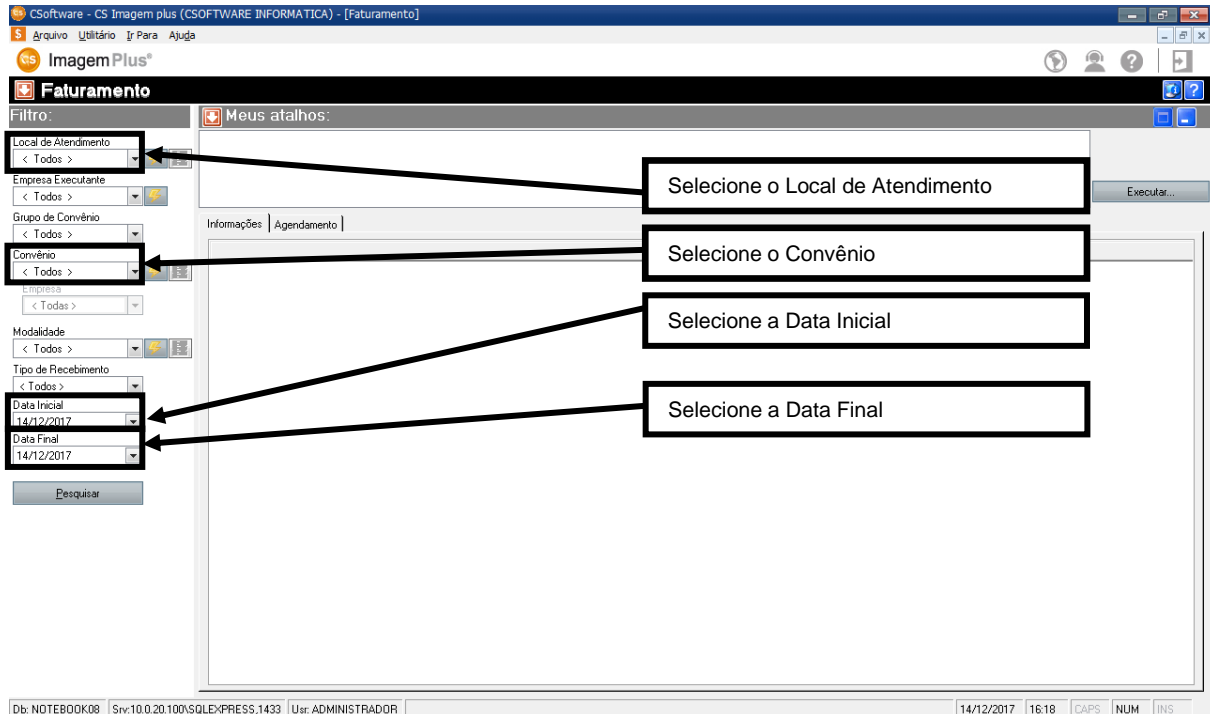 CSoftware - CS Imagem plus (CSOFTWARE INFORMATICA) - [Faturamento]
Arquivo Utilitário Ir Para Ajuda
cs ImagemPlus®
Faturamento
Filtro:
Meus atalhos:
Local de Atendimento
< Todos >
Selecione o Local de Atendimento
Executar...
Empresa Executante
< Todos >
Grupo de Convênio
< Todos >
Informações Agendamento
Convênio
< Todos >
Selecione o Convênio
Empresa
< Todas >
Selecione a Data Inicial
Modalidade
< Todos >
Tipo de Recebimento
< Todos >
Data Inicial
14/12/2017
Selecione a Data Final
Data Final
14/12/2017
Pesquisar
Db: NOTEBOOK08 Srv:10.0.20.100\SQLEXPRESS,1433 Usr: ADMINISTRADOR 14/12/2017 16:18 CAPS NUM INS